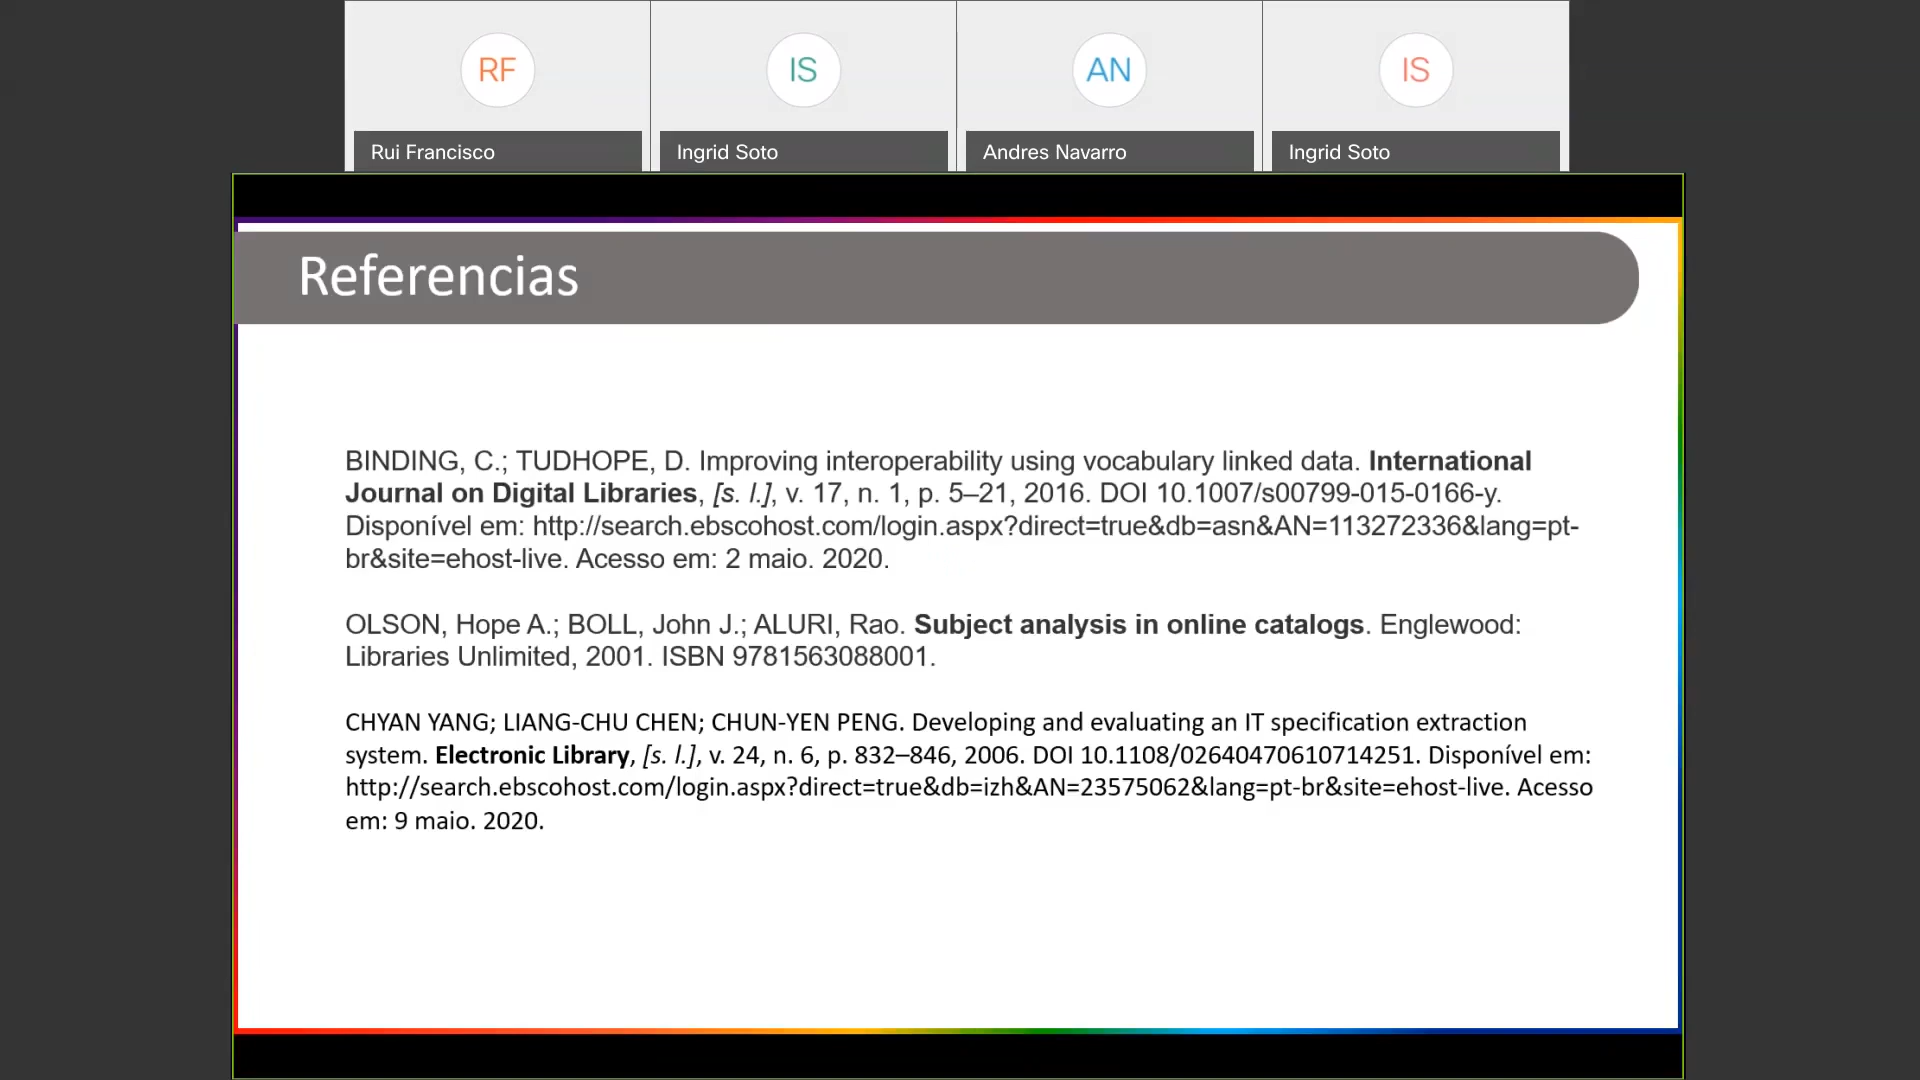 RF
IS
AN
IS
Rui Francisco
Ingrid Soto
Andres Navarro
Ingrid Soto
Referencias
BINDING, C.; TUDHOPE, D. Improving interoperability using vocabulary linked data. International
Journal on Digital Libraries, [s. l.], v. 17, n. 1, p. 5–21, 2016. DOI 10.1007/s00799-015-0166-y.
Disponível em: http://search.ebscohost.com/login.aspx?direct=true&db=asn&AN=113272336&lang=pt-
br&site=ehost-live. Acesso em: 2 maio. 2020.
OLSON, Hope A.; BOLL, John J.; ALURI, Rao. Subject analysis in online catalogs. Englewood:
Libraries Unlimited, 2001. ISBN 9781563088001.
CHYAN YANG; LIANG-CHU CHEN; CHUN-YEN PENG. Developing and evaluating an IT specification extraction
system. Electronic Library, [s. l.], v. 24, n. 6, p. 832–846, 2006. DOI 10.1108/02640470610714251. Disponível em:
http://search.ebscohost.com/login.aspx?direct=true&db=izh&AN=23575062&lang=pt-br&site=ehost-live. Acesso
em: 9 maio. 2020.